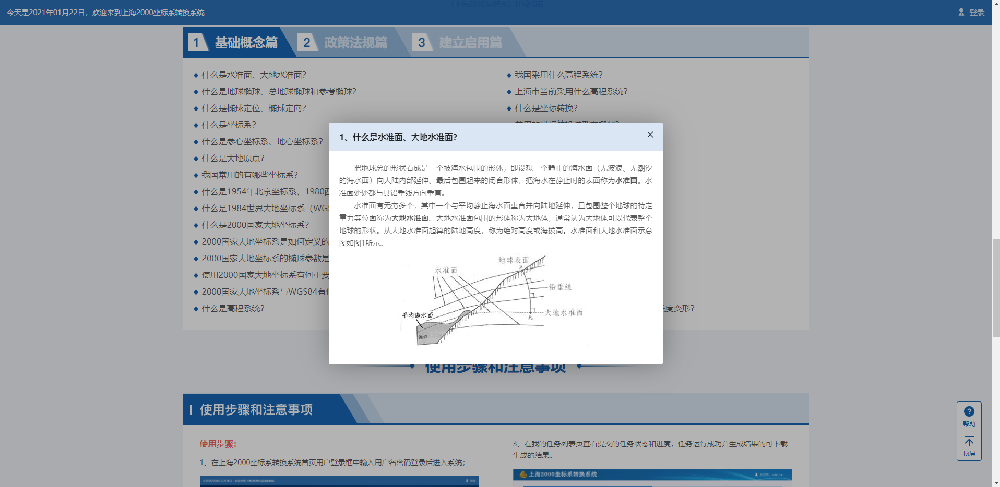 （上海2000坐标系）建设项目
今天是2021年01月22日，欢迎来到上海2000坐标系转换系统
登录
1 基础概念篇
2 政策法规篇
3 建立启用篇
什么是水准面、大地水准面？
什么是地球椭球、总地球椭球和参考椭球？
什么是椭球定位、椭球定向？
什么是坐标系？
什么是参心坐标系、地心坐标系？
什么是大地原点？
我国常用的有哪些坐标系？
什么是1954年北京坐标系、1980西
什么是1984世界大地坐标系（WGS
什么是2000国家大地坐标系？
2000国家大地坐标系是如何定义的
2000国家大地坐标系的椭球参数是
使用2000国家大地坐标系有何重要
2000国家大地坐标系与WGS84有何
什么是高程系统？
我国采用什么高程系统？
上海市当前采用什么高程系统？
什么是坐标转换？
常用的坐标转换模型有哪些？
长度变形？
1、什么是水准面、大地水准面？
把地球总的形状看成是一个被海水包围的形体，即设想一个静止的海水面（无波浪、无潮汐
的海水面）向大陆内部延伸、最后包围起来的闭合形体，把海水在静止时的表面称为水准面。水
准面处处都与其铅垂线方向垂直。
水准面有无穷多个，其中一个与平均静止海水面重合并向陆地延伸，且包围整个地球的特定
重力等位面称为大地水准面。大地水准面包围的形体称为大地体，通常认为大地体可以代表整个
地球的形状。从大地水准面起算的陆地高度，称为绝对高度或海拔高。水准面和大地水准面示意
图如图1所示。
地球表面
水准面
P
铅垂线
大地水准面
P₀
平均海水面
海洋
使用步骤和注意事项
使用步骤和注意事项
使用步骤：
1、在上海2000坐标系转换系统首页用户登录框中输入用户名密码登录后进入系统；
3、在我的任务列表页查看提交的任务状态和进度，任务运行成功并生成结果的可下载
生成的结果。
上海2000坐标系转换系统
帮助
顶层